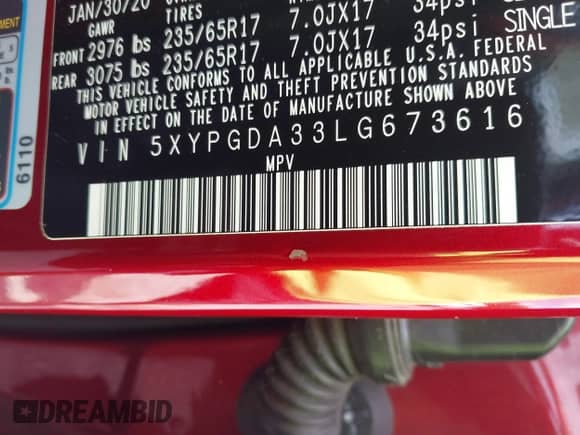 JAN/30/20
GAWR TIRES
FRONT 2976 lbs 235/65R17 7.0JX17 34psi
REAR 3075 lbs 235/65R17 7.0JX17 34psi SINGLE
THIS VEHICLE CONFORMS TO ALL APPLICABLE U.S.A. FEDERAL
MOTOR VEHICLE SAFETY AND THEFT PREVENTION STANDARDS
IN EFFECT ON THE DATE OF MANUFACTURE SHOWN ABOVE
VIN 5XYPGDA33LG673616
MPV
6110
DREAMBID